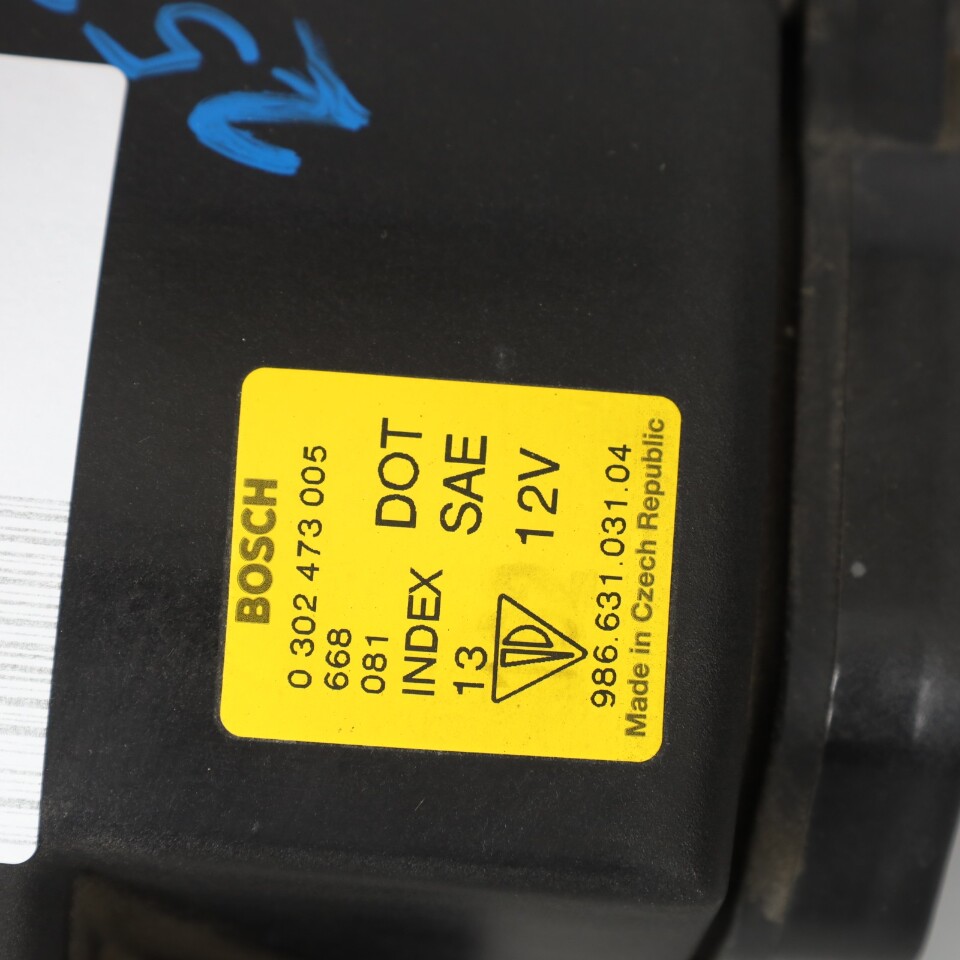 BOSCH
0 302 473 005
668
081
INDEX DOT
13 SAE
12V
986.631.031.04
Made in Czech Republic